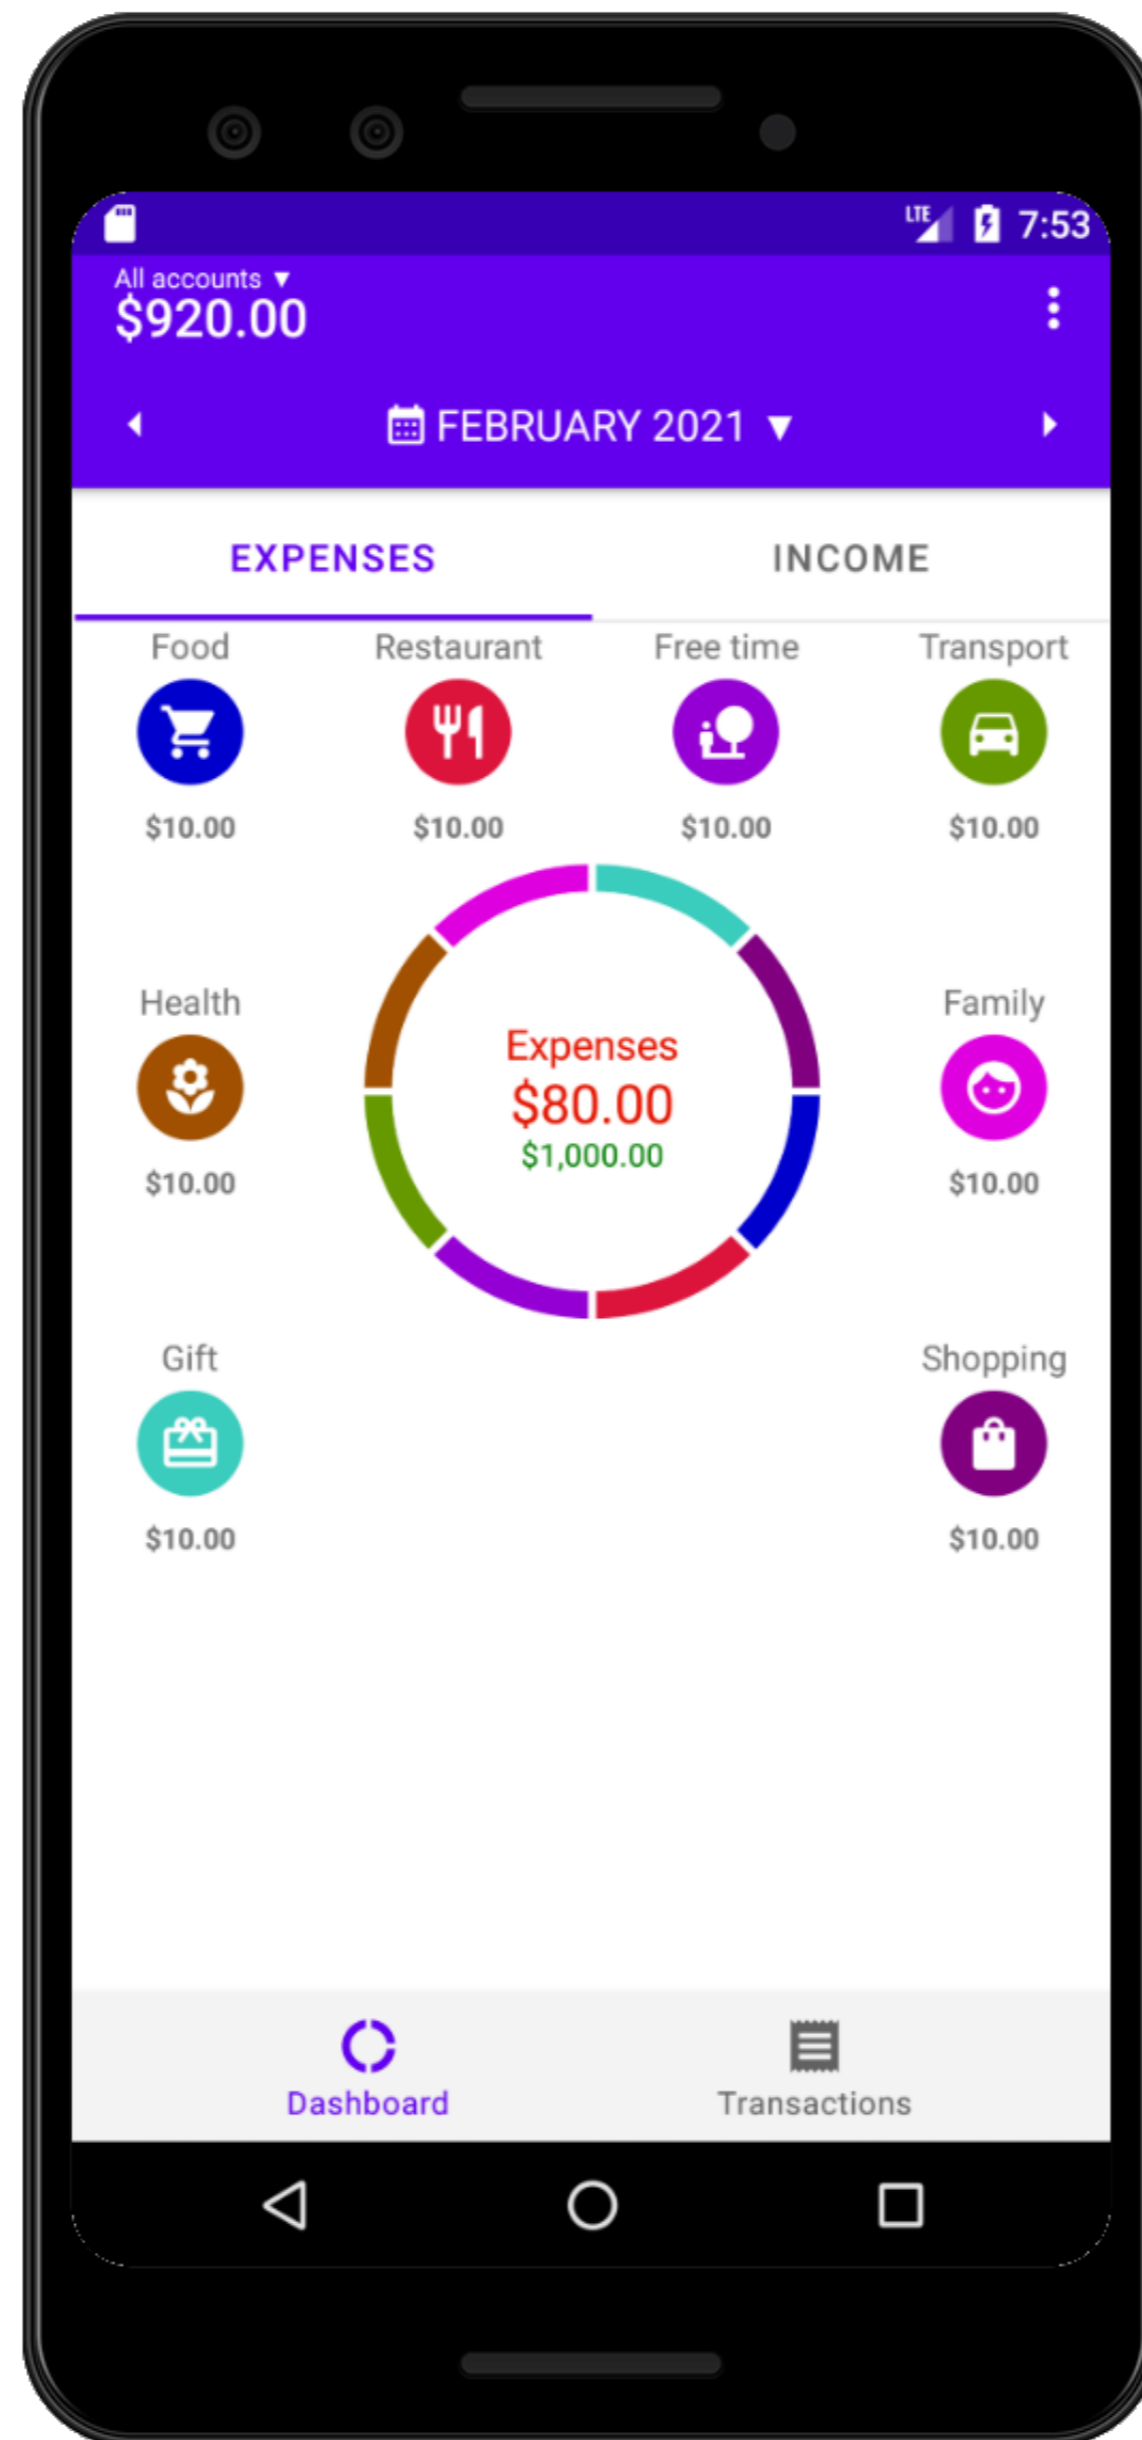 LTE 7:53
All accounts ▼
$920.00
FEBRUARY 2021 ▼
EXPENSES INCOME
Food Restaurant Free time Transport
$10.00 $10.00 $10.00 $10.00
Health Family
Expenses
$80.00
$1,000.00
$10.00 $10.00
Gift Shopping
$10.00 $10.00
Dashboard Transactions